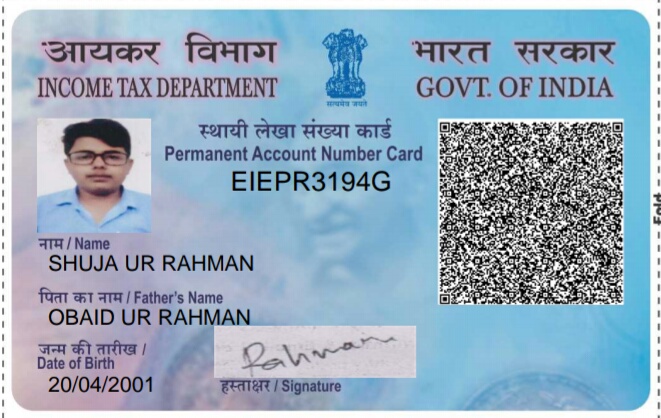 आयकर विभाग
INCOME TAX DEPARTMENT
सत्यमेव जयते
भारत सरकार
GOVT. OF INDIA
स्थायी लेखा संख्या कार्ड
Permanent Account Number Card
EIEPR3194G
नाम / Name
SHUJA UR RAHMAN
पिता का नाम / Father's Name
OBAID UR RAHMAN
जन्म की तारीख /
Date of Birth
20/04/2001
Rahman
हस्ताक्षर / Signature